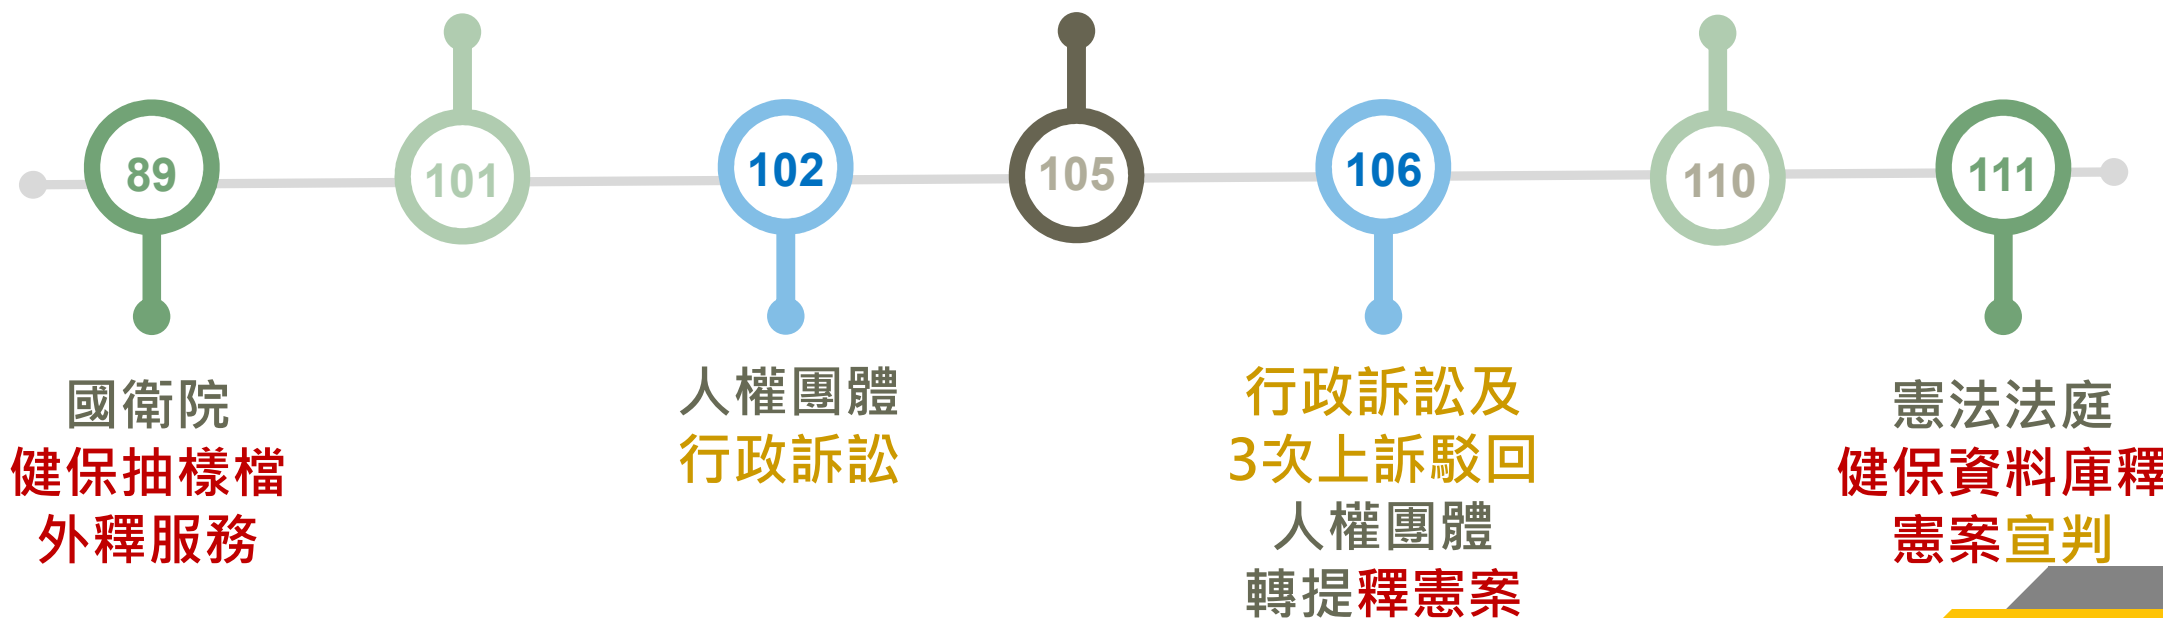 89
101
102
105
106
110
111
國衛院
健保抽樣檔
外釋服務
人權團體
行政訴訟
行政訴訟及
3次上訴駁回
人權團體
轉提釋憲案
憲法法庭
健保資料庫釋
憲案宣判